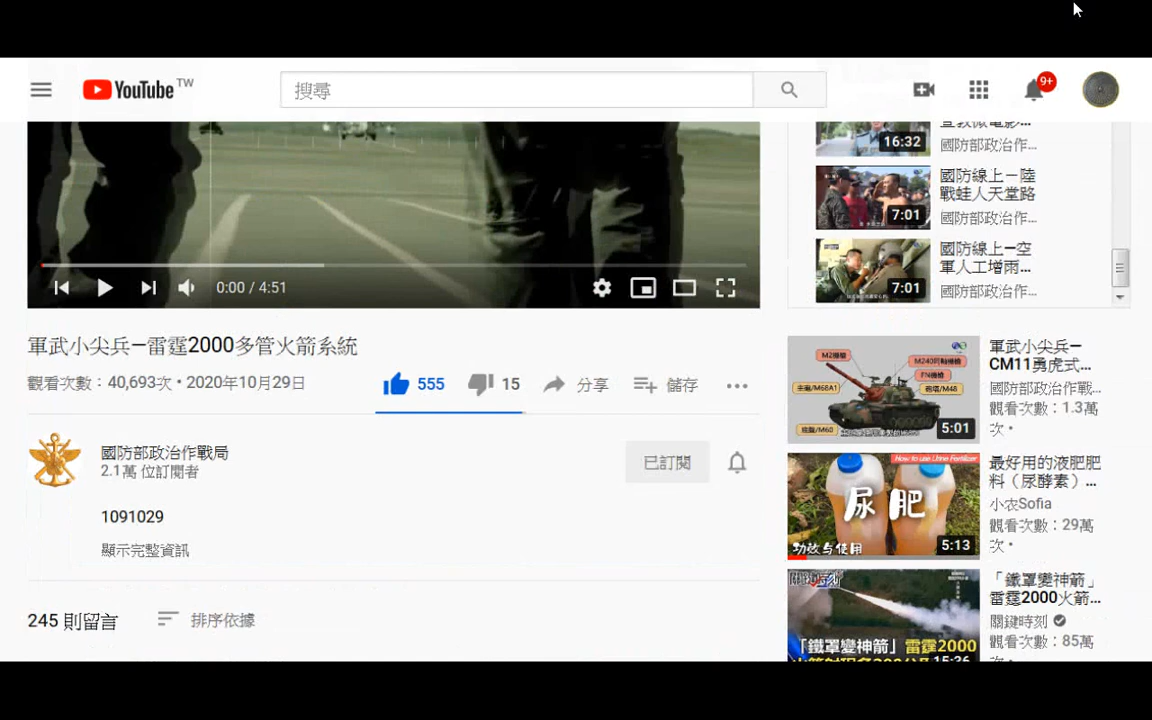 YouTube TW
搜尋
9+
0:00 / 4:51
軍武小尖兵—雷霆2000多管火箭系統
觀看次數：40,693次 • 2020年10月29日
555
15
分享
儲存
國防部政治作戰局
2.1萬 位訂閱者
已訂閱
1091029
顯示完整資訊
245 則留言
排序依據
16:32
國防部政治作...
7:01
國防線上－陸
戰蛙人天堂路
國防部政治作...
7:01
國防線上—空
軍人工增雨...
國防部政治作...
M2機槍
M240同軸機槍
主砲/M68A1
砲塔/M48
底盤/M60
5:01
軍武小尖兵—
CM11勇虎式...
國防部政治作戰...
觀看次數：1.3萬
次 •
How to use Urine Fertilizer
尿 肥
功效与使用
5:13
最好用的液肥肥
料（尿酵素）...
小农Sofia
觀看次數：29萬
次 •
關鍵時刻
「鐵罩變神箭」雷霆2000
15:36
「鐵罩變神箭」
雷霆2000火箭...
關鍵時刻
觀看次數：85萬